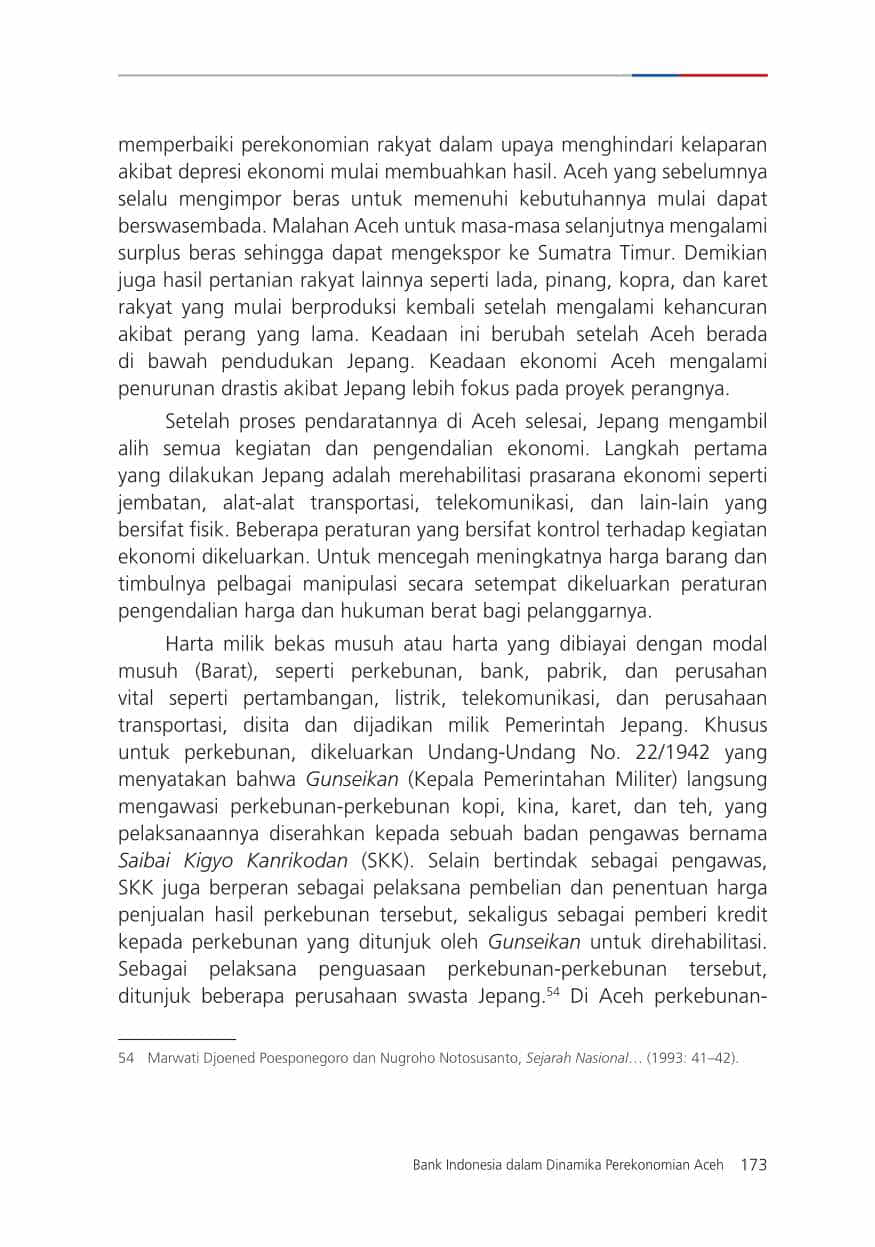 memperbaiki perekonomian rakyat dalam upaya menghindari kelaparan
akibat depresi ekonomi mulai membuahkan hasil. Aceh yang sebelumnya
selalu mengimpor beras untuk memenuhi kebutuhannya mulai dapat
berswasembada. Malahan Aceh untuk masa-masa selanjutnya mengalami
surplus beras sehingga dapat mengekspor ke Sumatra Timur. Demikian
juga hasil pertanian rakyat lainnya seperti lada, pinang, kopra, dan karet
rakyat yang mulai berproduksi kembali setelah mengalami kehancuran
akibat perang yang lama. Keadaan ini berubah setelah Aceh berada
di bawah pendudukan Jepang. Keadaan ekonomi Aceh mengalami
penurunan drastis akibat Jepang lebih fokus pada proyek perangnya.
Setelah proses pendaratannya di Aceh selesai, Jepang mengambil
alih semua kegiatan dan pengendalian ekonomi. Langkah pertama
yang dilakukan Jepang adalah merehabilitasi prasarana ekonomi seperti
jembatan, alat-alat transportasi, telekomunikasi, dan lain-lain yang
bersifat fisik. Beberapa peraturan yang bersifat kontrol terhadap kegiatan
ekonomi dikeluarkan. Untuk mencegah meningkatnya harga barang dan
timbulnya pelbagai manipulasi secara setempat dikeluarkan peraturan
pengendalian harga dan hukuman berat bagi pelanggarnya.
Harta milik bekas musuh atau harta yang dibiayai dengan modal
musuh (Barat), seperti perkebunan, bank, pabrik, dan perusahan
vital seperti pertambangan, listrik, telekomunikasi, dan perusahaan
transportasi, disita dan dijadikan milik Pemerintah Jepang. Khusus
untuk perkebunan, dikeluarkan Undang-Undang No. 22/1942 yang
menyatakan bahwa Gunseikan (Kepala Pemerintahan Militer) langsung
mengawasi perkebunan-perkebunan kopi, kina, karet, dan teh, yang
pelaksanaannya diserahkan kepada sebuah badan pengawas bernama
Saibai Kigyo Kanrikodan (SKK). Selain bertindak sebagai pengawas,
SKK juga berperan sebagai pelaksana pembelian dan penentuan harga
penjualan hasil perkebunan tersebut, sekaligus sebagai pemberi kredit
kepada perkebunan yang ditunjuk oleh Gunseikan untuk direhabilitasi.
Sebagai pelaksana penguasaan perkebunan-perkebunan tersebut,
ditunjuk beberapa perusahaan swasta Jepang.54 Di Aceh perkebunan-
54 Marwati Djoened Poesponegoro dan Nugroho Notosusanto, Sejarah Nasional… (1993: 41–42).
Bank Indonesia dalam Dinamika Perekonomian Aceh 173